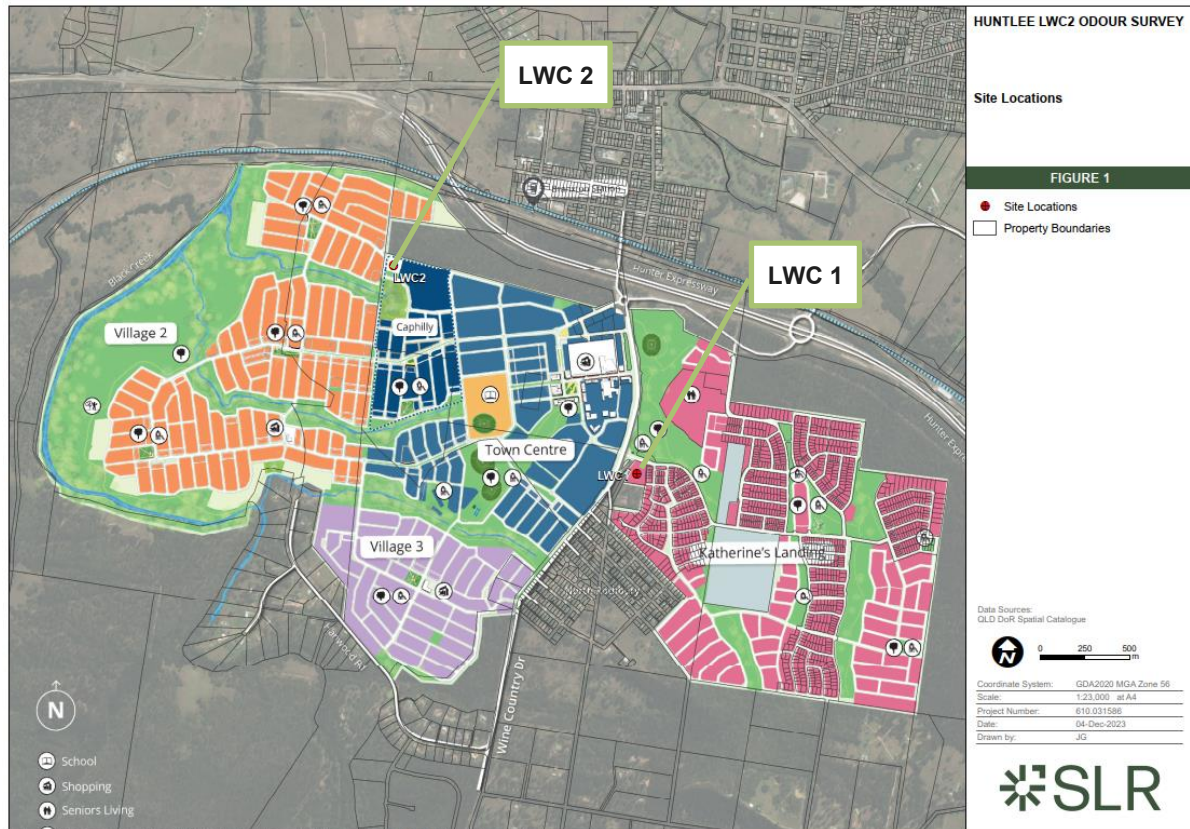 HUNTLEE LWC2 ODOUR SURVEY
Site Locations
FIGURE 1
Site Locations
Property Boundaries
LWC 2
LWC 1
Hunter Expressway
LWC2
Black Creek
Village 2
Caphilly
Hunter
Town Centre
LWC
Katherine's Landing
Village 3
North Rothbury
Wine Country Dr
N
School
Shopping
Seniors Living
Data Sources:
QLD DoR Spatial Catalogue
N
0 250 500
m
Coordinate System: GDA2020 MGA Zone 56
Scale: 1:23,000 at A4
Project Number: 610.031586
Date: 04-Dec-2023
Drawn by: JG
SLR